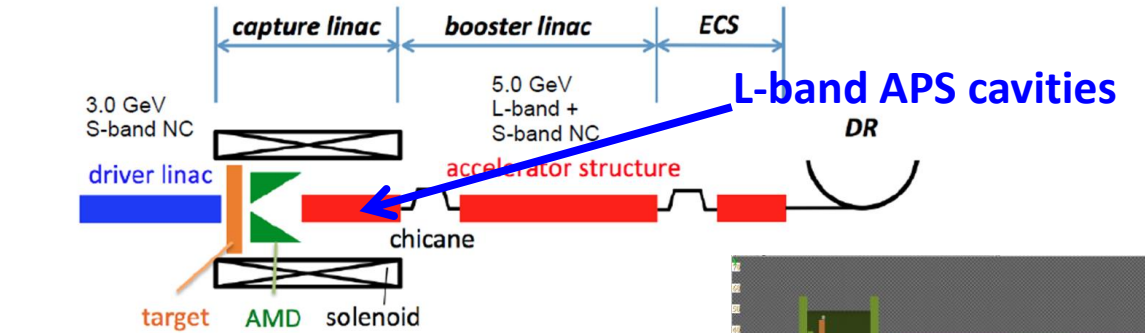 capture linac
booster linac
ECS
3.0 GeV
S-band NC
5.0 GeV
L-band +
S-band NC
L-band APS cavities
DR
driver linac
accelerator structure
chicane
target
AMD
solenoid